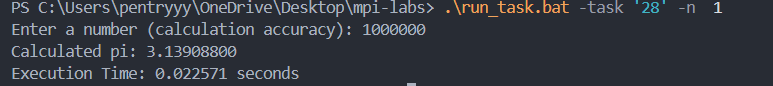 PS C:\Users\pentryyy\OneDrive\Desktop\mpi-labs> .\run_task.bat -task '28' -n  1
Enter a number (calculation accuracy): 1000000
Calculated pi: 3.13908800
Execution Time: 0.022571 seconds